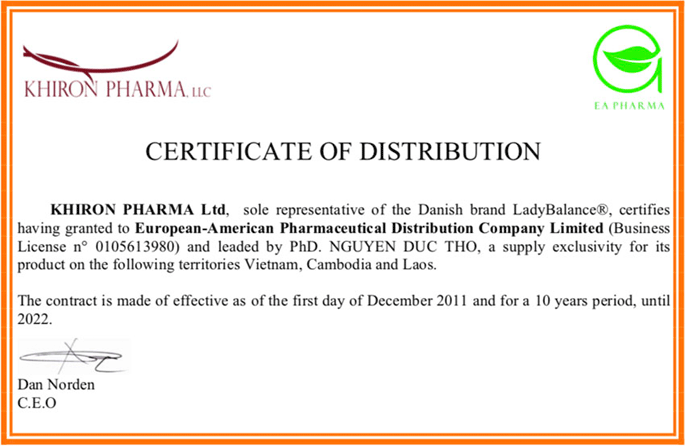 KHIRON PHARMA, LLC
EA PHARMA
CERTIFICATE OF DISTRIBUTION
KHIRON PHARMA Ltd, sole representative of the Danish brand LadyBalance®, certifies
having granted to European-American Pharmaceutical Distribution Company Limited (Business
License n° 0105613980) and leaded by PhD. NGUYEN DUC THO, a supply exclusivity for its
product on the following territories Vietnam, Cambodia and Laos.
The contract is made of effective as of the first day of December 2011 and for a 10 years period, until
2022.
Dan Norden
C.E.O